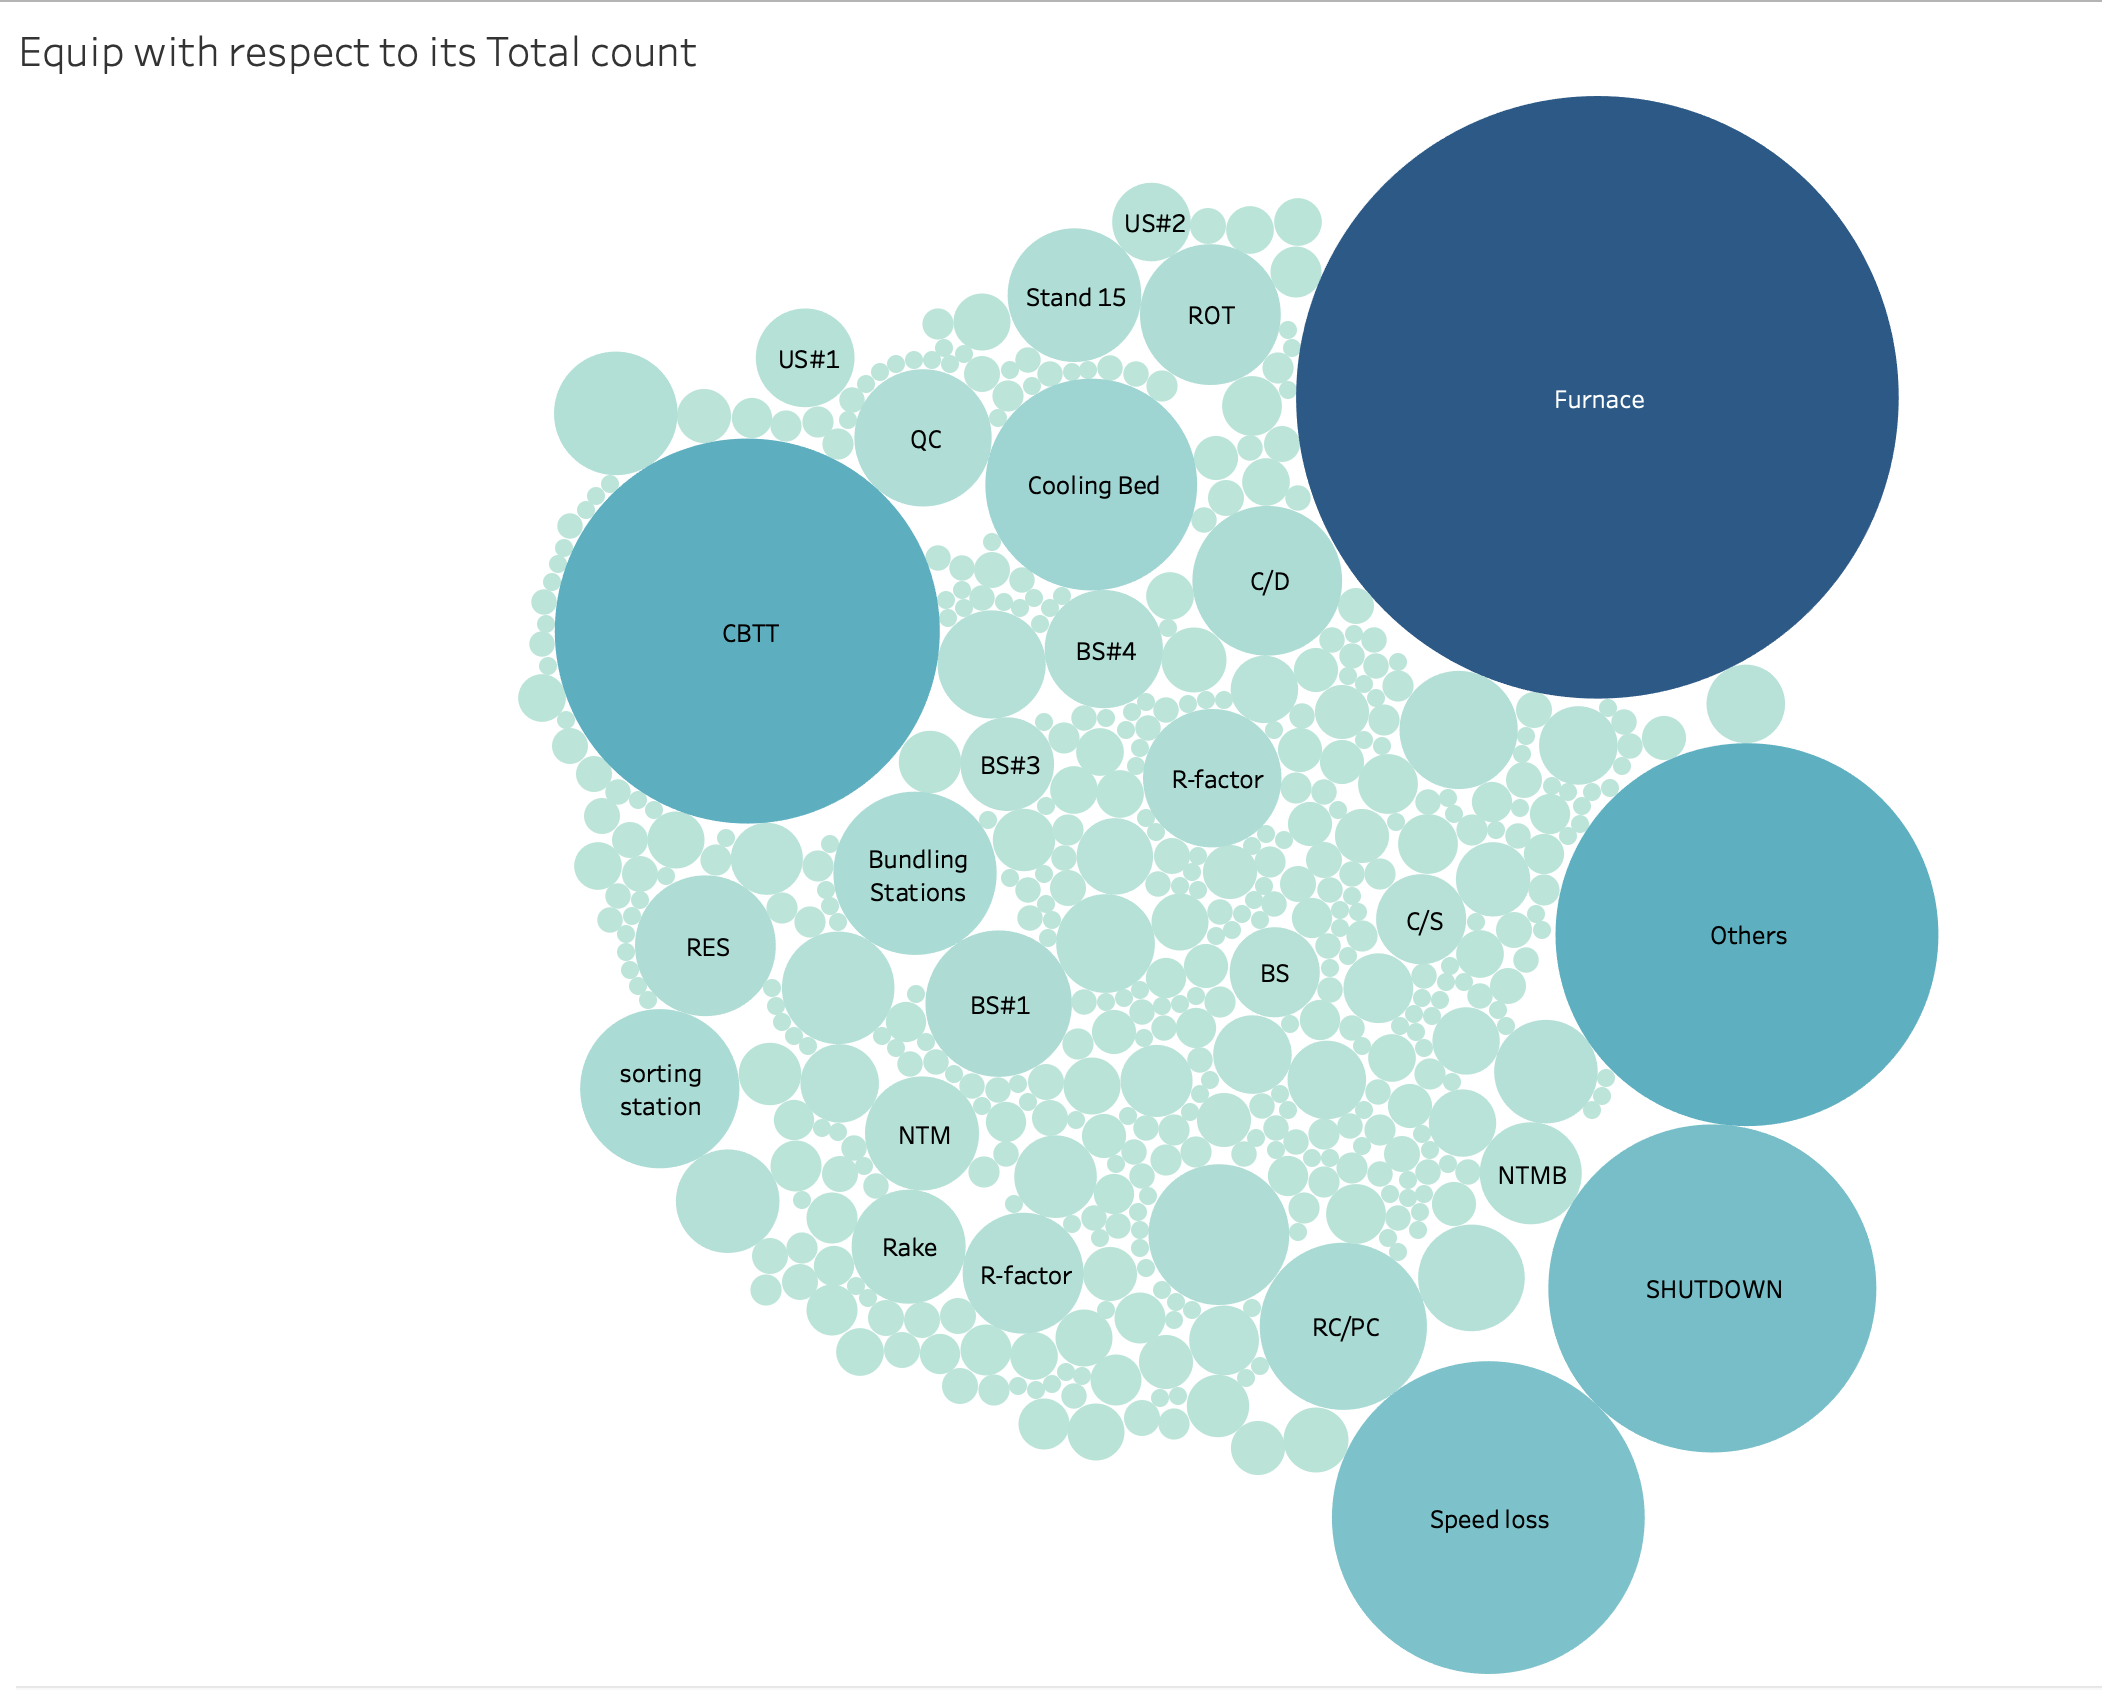 Equip with respect to its Total count
US#2
Stand 15
ROT
US#1
Furnace
QC
Cooling Bed
C/D
CBTT
BS#4
BS#3
R-factor
Bundling
Stations
C/S
Others
RES
BS
BS#1
sorting
station
NTM
NTMB
Rake
R-factor
SHUTDOWN
RC/PC
Speed loss